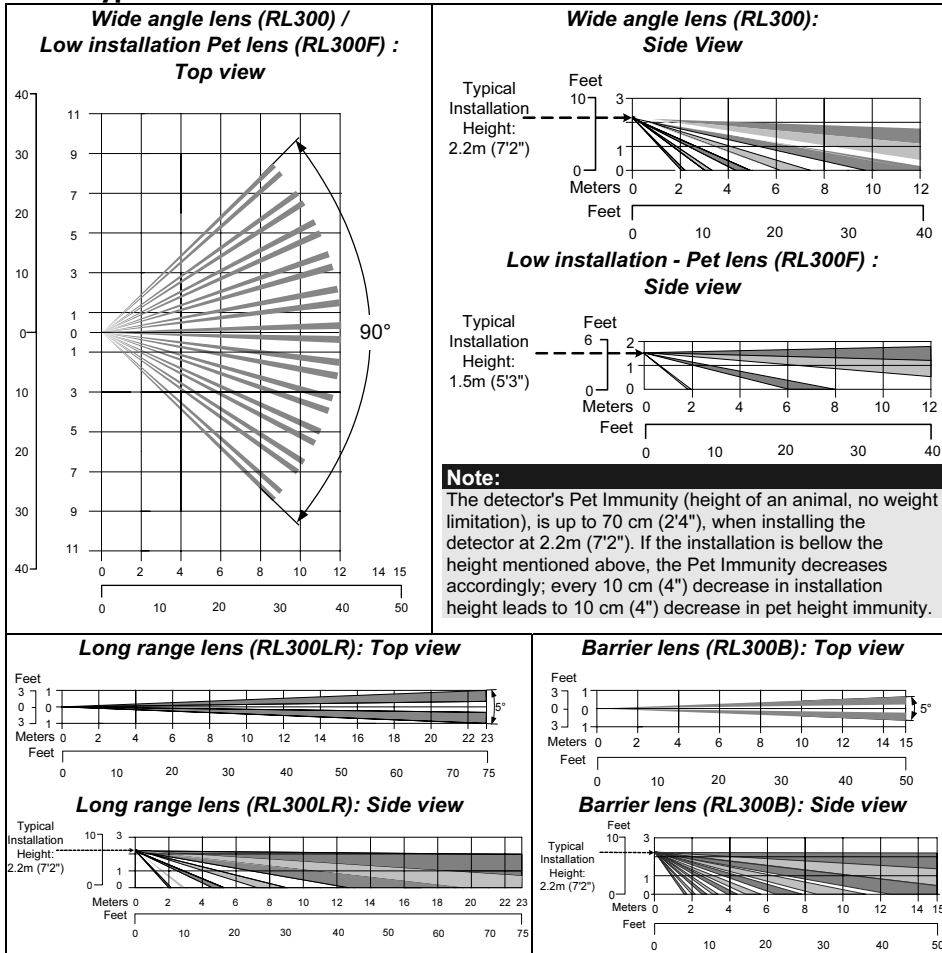 Wide angle lens (RL300) /
Low installation Pet lens (RL300F) :
Top view
40
30
20
10
0
10
20
30
40
11
9
7
5
3
1
0
1
3
5
7
9
11
90°
0 2 4 6 8 10 12 14 15
0 10 20 30 40 50
Wide angle lens (RL300):
Side View
Typical
Installation
Height:
2.2m (7'2")
Feet
10
0
3
1
0
Meters 0 2 4 6 8 10 12
Feet
0 10 20 30 40
Low installation - Pet lens (RL300F) :
Side view
Typical
Installation
Height:
1.5m (5'3")
Feet
6
0
2
1
0
Meters 0 2 4 6 8 10 12
Feet
0 10 20 30 40
Note:
The detector's Pet Immunity (height of an animal, no weight
limitation), is up to 70 cm (2'4"), when installing the
detector at 2.2m (7'2"). If the installation is bellow the
height mentioned above, the Pet Immunity decreases
accordingly; every 10 cm (4") decrease in installation
height leads to 10 cm (4") decrease in pet height immunity.
Long range lens (RL300LR): Top view
Feet
3 1
0 0
3 1
5°
Meters 0 2 4 6 8 10 12 14 16 18 20 22 23
Feet
0 10 20 30 40 50 60 70 75
Long range lens (RL300LR): Side view
Typical
Installation
Height:
2.2m (7'2")
10
0
3
1
0
Meters 0 2 4 6 8 10 12 14 16 18 20 22 23
Feet
0 10 20 30 40 50 60 70 75
Barrier lens (RL300B): Top view
Feet
3 1
0 0
3 1
5°
Meters 0 2 4 6 8 10 12 14 15
Feet
0 10 20 30 40 50
Barrier lens (RL300B): Side view
Feet
Typical
Installation
Height:
2.2m (7'2")
10
0
3
1
0
Meters 0 2 4 6 8 10 12 14 15
Feet
0 10 20 30 40 50